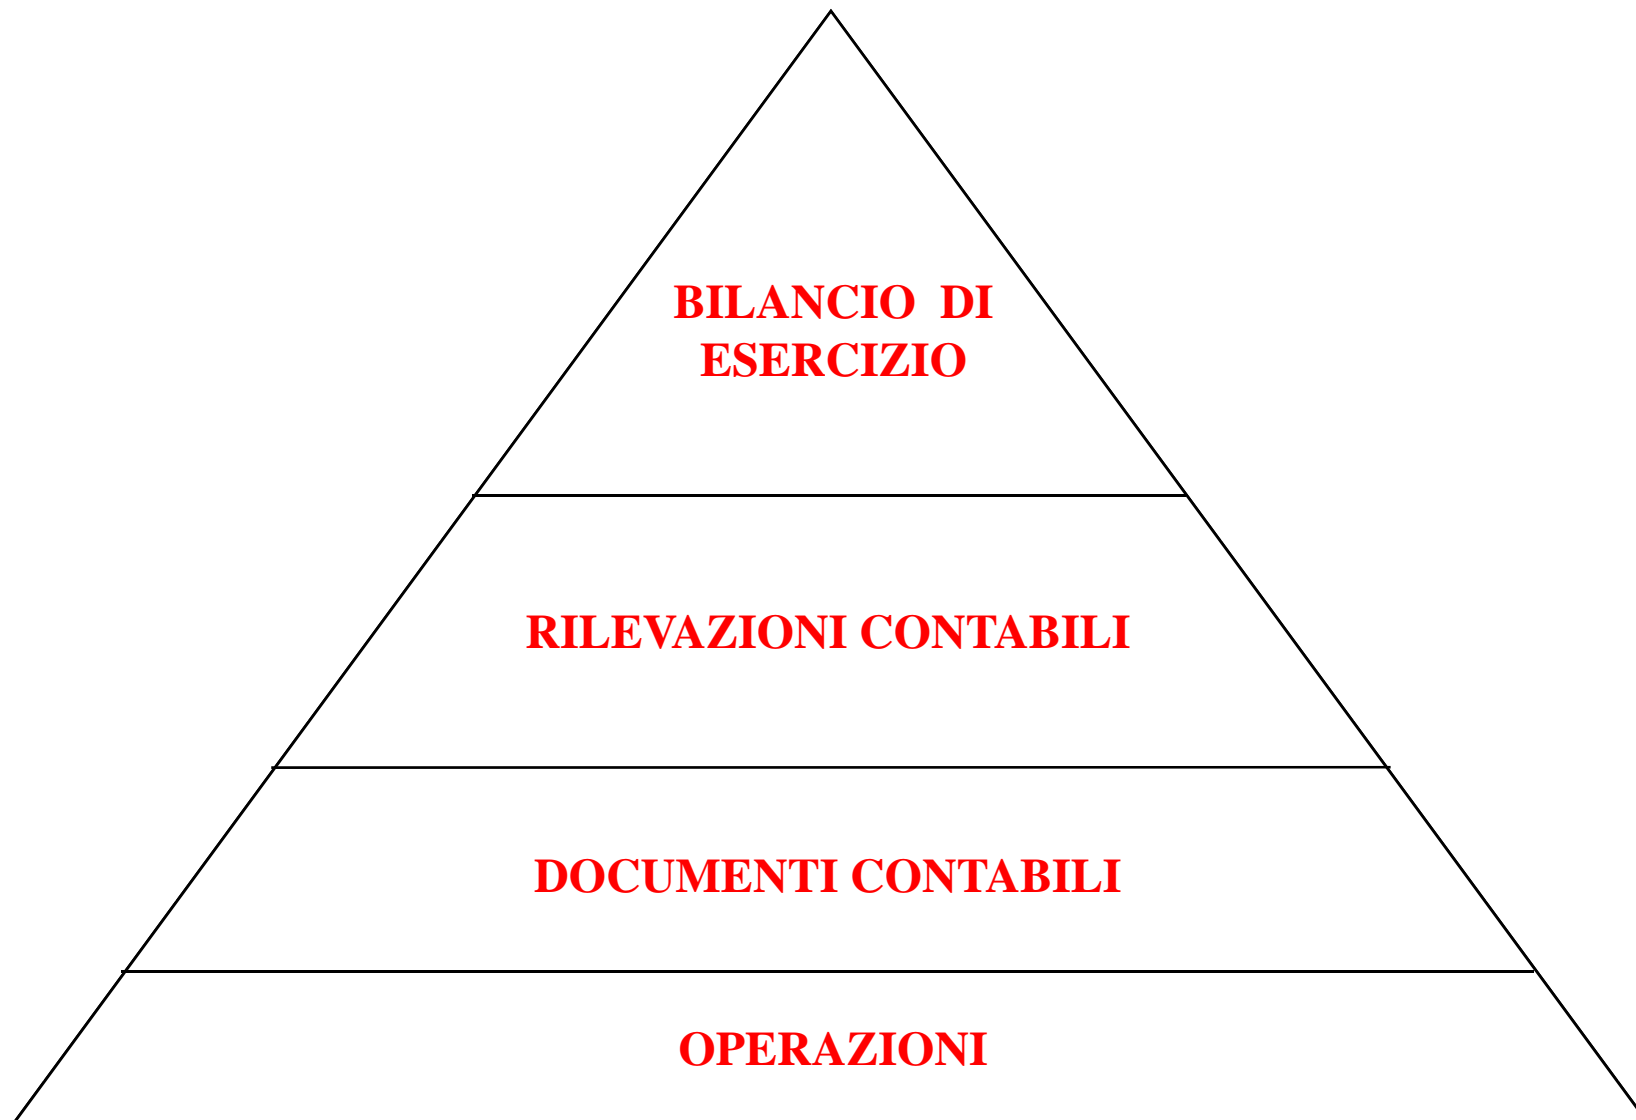 BILANCIO DI
ESERCIZIO
RILEVAZIONI CONTABILI
DOCUMENTI CONTABILI
OPERAZIONI